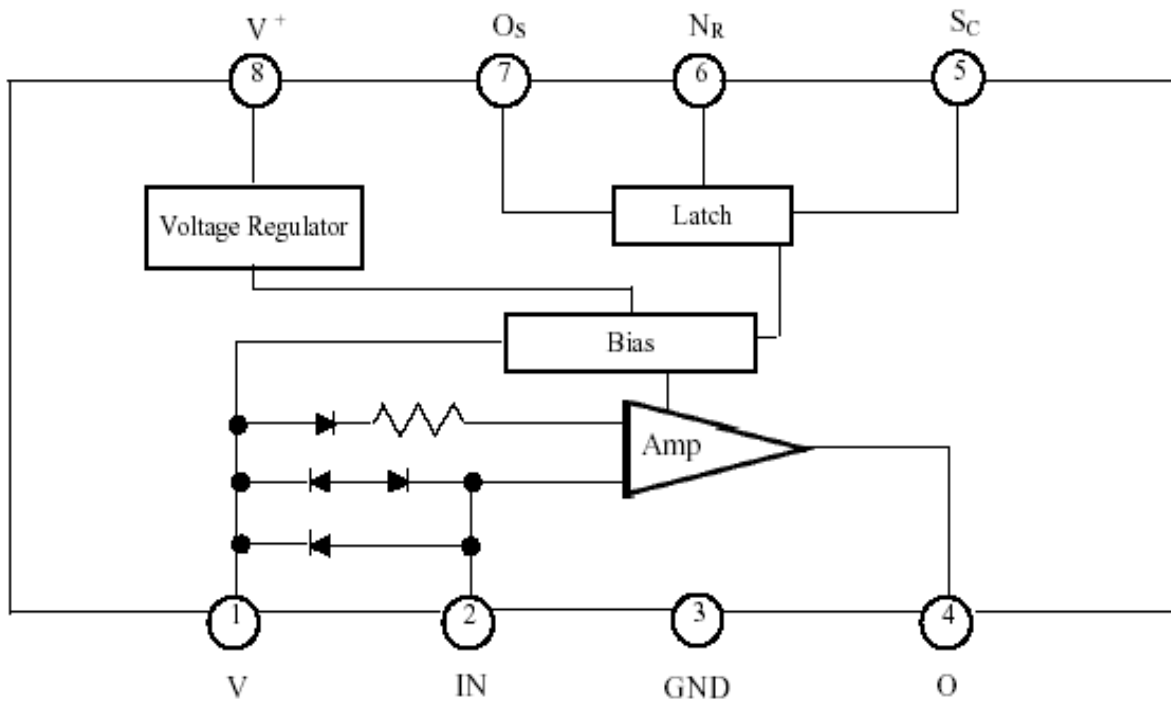 V+ OS NR SC
8 7 6 5
Voltage Regulator
Latch
Bias
Amp
1 2 3 4
V IN GND O